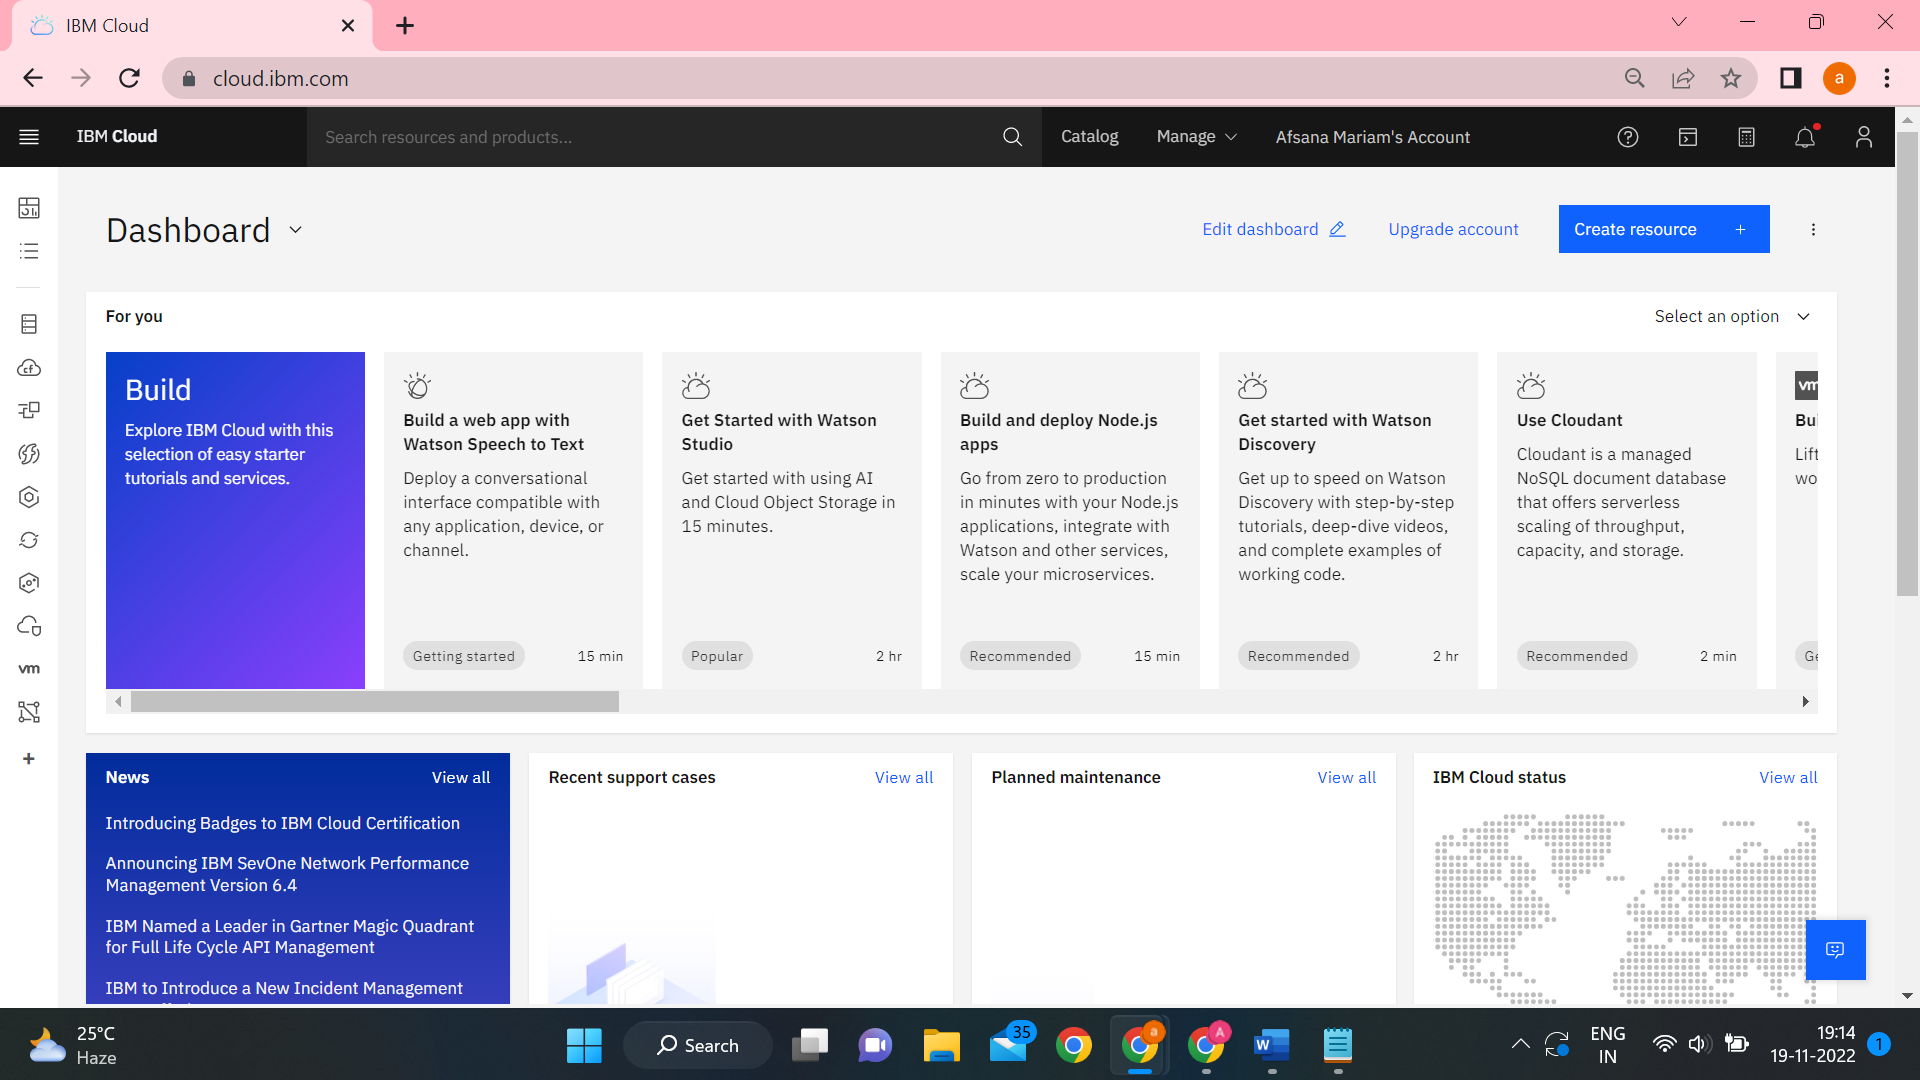 IBM Cloud
cloud.ibm.com
a
IBM Cloud
Search resources and products...
Catalog
Manage
Afsana Mariam's Account
Dashboard
Edit dashboard
Upgrade account
Create resource +
For you
Select an option
Build
Explore IBM Cloud with this
selection of easy starter
tutorials and services.
Build a web app with
Watson Speech to Text
Deploy a conversational
interface compatible with
any application, device, or
channel.
Getting started
15 min
Get Started with Watson
Studio
Get started with using AI
and Cloud Object Storage in
15 minutes.
Popular
2 hr
Build and deploy Node.js
apps
Go from zero to production
in minutes with your Node.js
applications, integrate with
Watson and other services,
scale your microservices.
Recommended
15 min
Get started with Watson
Discovery
Get up to speed on Watson
Discovery with step-by-step
tutorials, deep-dive videos,
and complete examples of
working code.
Recommended
2 hr
Use Cloudant
Cloudant is a managed
NoSQL document database
that offers serverless
scaling of throughput,
capacity, and storage.
Recommended
2 min
vm
Bui
Lift
wo
Ge
cf
vm
News
View all
Introducing Badges to IBM Cloud Certification
Announcing IBM SevOne Network Performance
Management Version 6.4
IBM Named a Leader in Gartner Magic Quadrant
for Full Life Cycle API Management
IBM to Introduce a New Incident Management
Recent support cases
View all
Planned maintenance
View all
IBM Cloud status
View all
25°C
Haze
Search
35
a
A
W
ENG
IN
19:14
19-11-2022
1